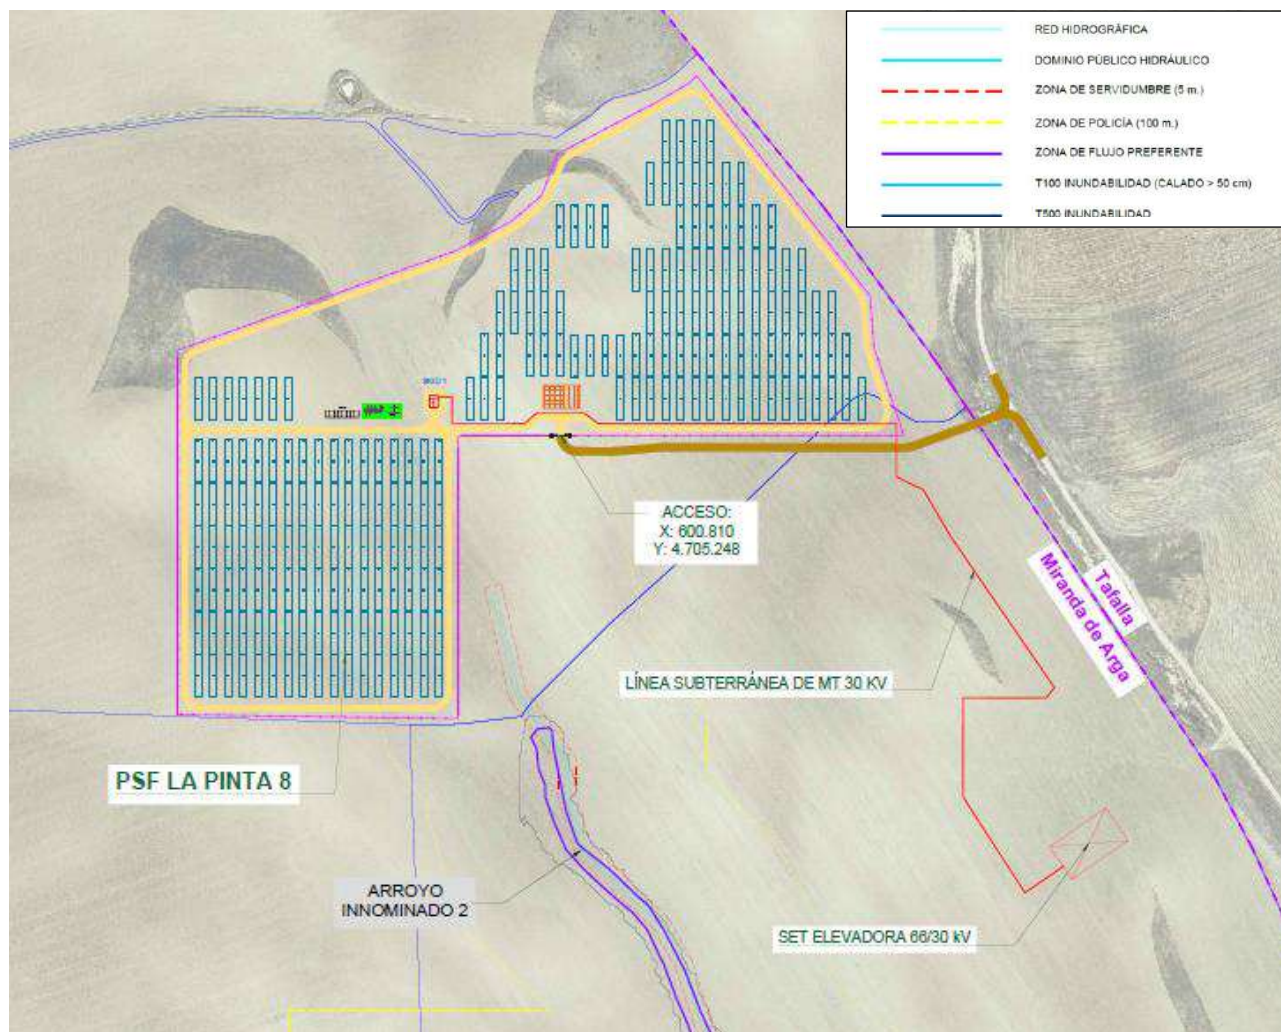 RED HIDROGRÁFICA
DOMINIO PÚBLICO HIDRÁULICO
ZONA DE SERVIDUMBRE (5 m.)
ZONA DE POLICÍA (100 m.)
ZONA DE FLUJO PREFERENTE
T100 INUNDABILIDAD (CALADO > 50 cm)
T500 INUNDABILIDAD
ACCESO:
X: 600.810
Y: 4.705.248
Tafalla
Miranda de Arga
LÍNEA SUBTERRÁNEA DE MT 30 KV
PSF LA PINTA 8
ARROYO
INNOMINADO 2
SET ELEVADORA 66/30 kV